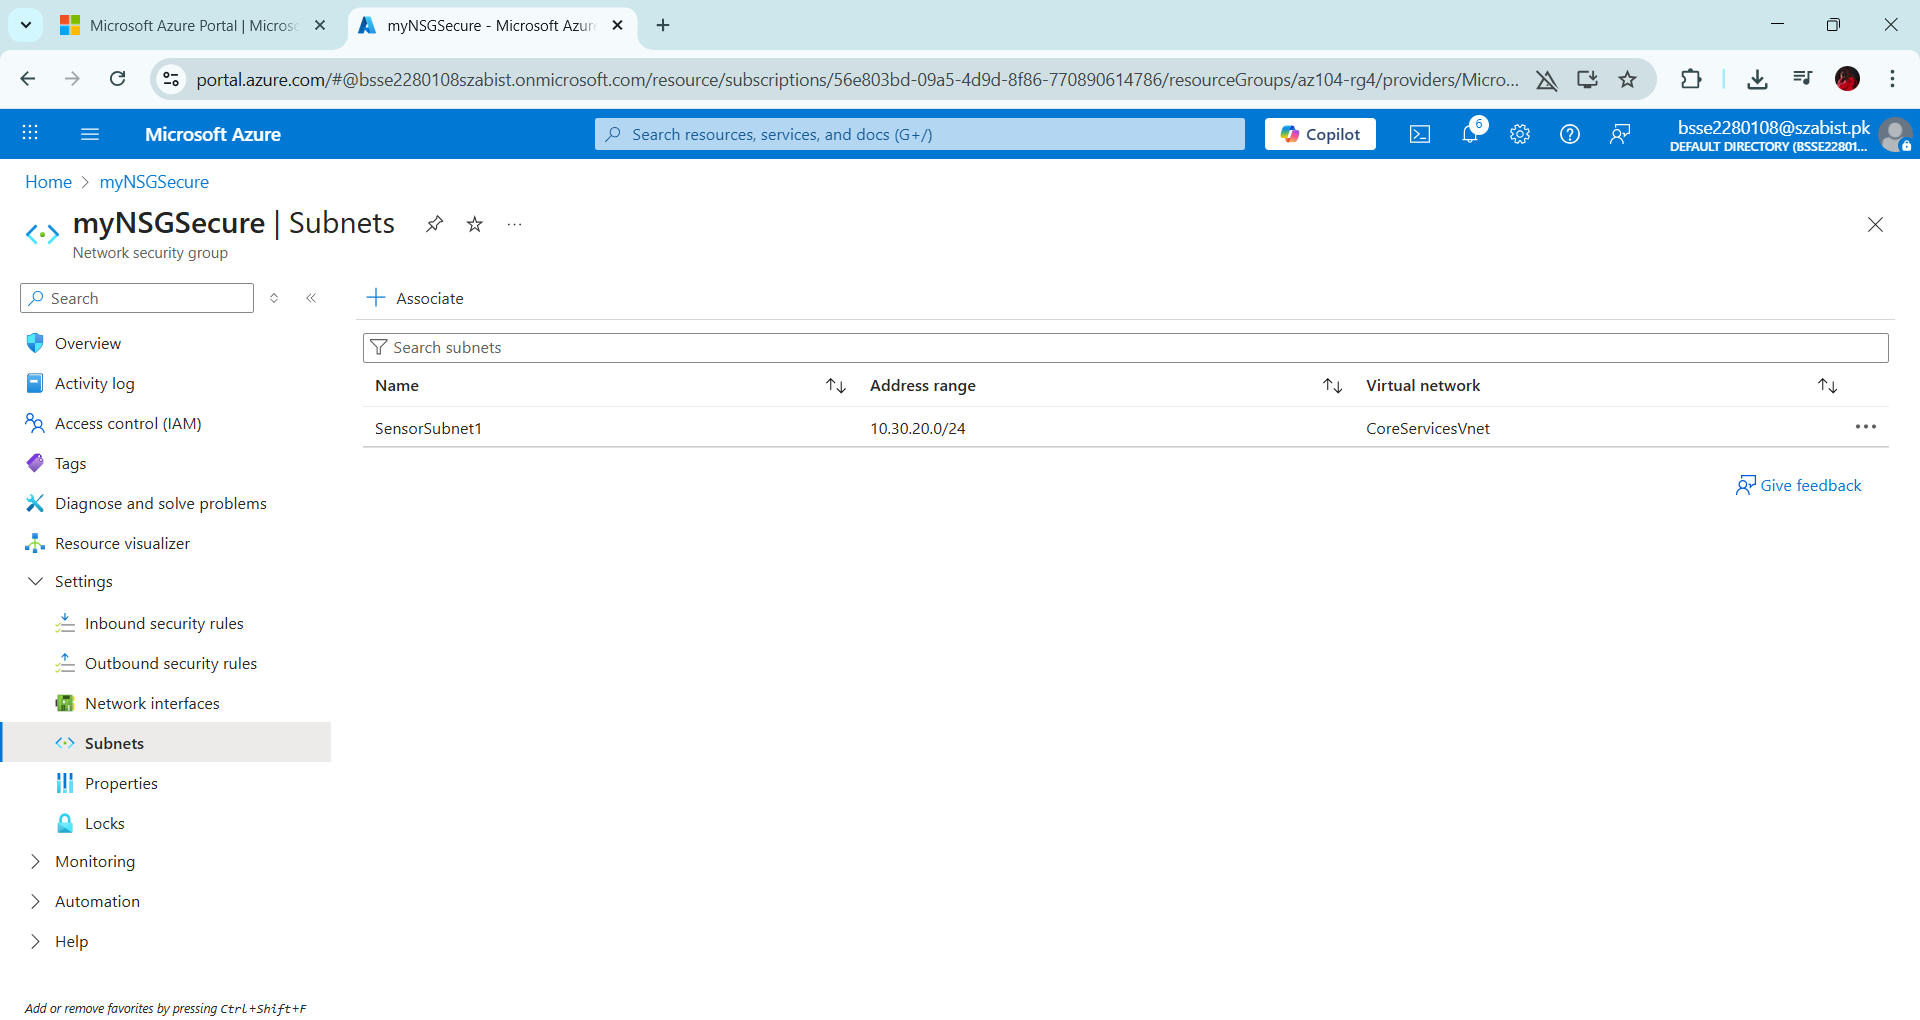 Microsoft Azure Portal | Micros
myNSGSecure - Microsoft Azur
portal.azure.com/#@bsse2280108szabist.onmicrosoft.com/resource/subscriptions/56e803bd-09a5-4d9d-8f86-770890614786/resourceGroups/az104-rg4/providers/Micro...
Microsoft Azure
Search resources, services, and docs (G+/)
Copilot
6
bsse2280108@szabist.pk
DEFAULT DIRECTORY (BSSE22801...
Home > myNSGSecure
myNSGSecure | Subnets
Network security group
Search
Associate
Search subnets
Name Address range Virtual network
SensorSubnet1 10.30.20.0/24 CoreServicesVnet
Give feedback
Overview
Activity log
Access control (IAM)
Tags
Diagnose and solve problems
Resource visualizer
Settings
Inbound security rules
Outbound security rules
Network interfaces
Subnets
Properties
Locks
Monitoring
Automation
Help
Add or remove favorites by pressing Ctrl+Shift+F